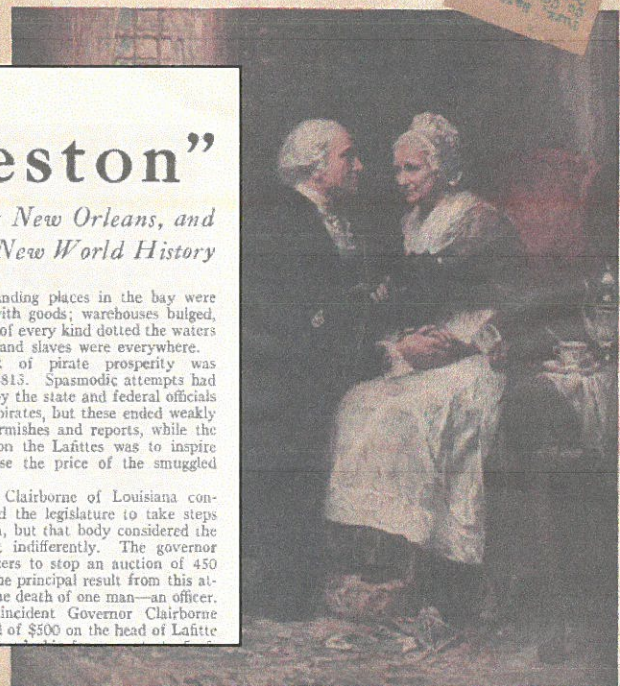 eston”
New Orleans, and
New World History
nding places in the bay were
ith goods; warehouses bulged,
of every kind dotted the waters
and slaves were everywhere.
of pirate prosperity was
813. Spasmodic attempts had
by the state and federal officials
pirates, but these ended weakly
rmishes and reports, while the
on the Lafittes was to inspire
se the price of the smuggled
Clairborne of Louisiana con-
d the legislature to take steps
, but that body considered the
indifferently. The governor
ers to stop an auction of 450
he principal result from this at-
he death of one man—an officer.
incident Governor Clairborne
d of $500 on the head of Lafitte